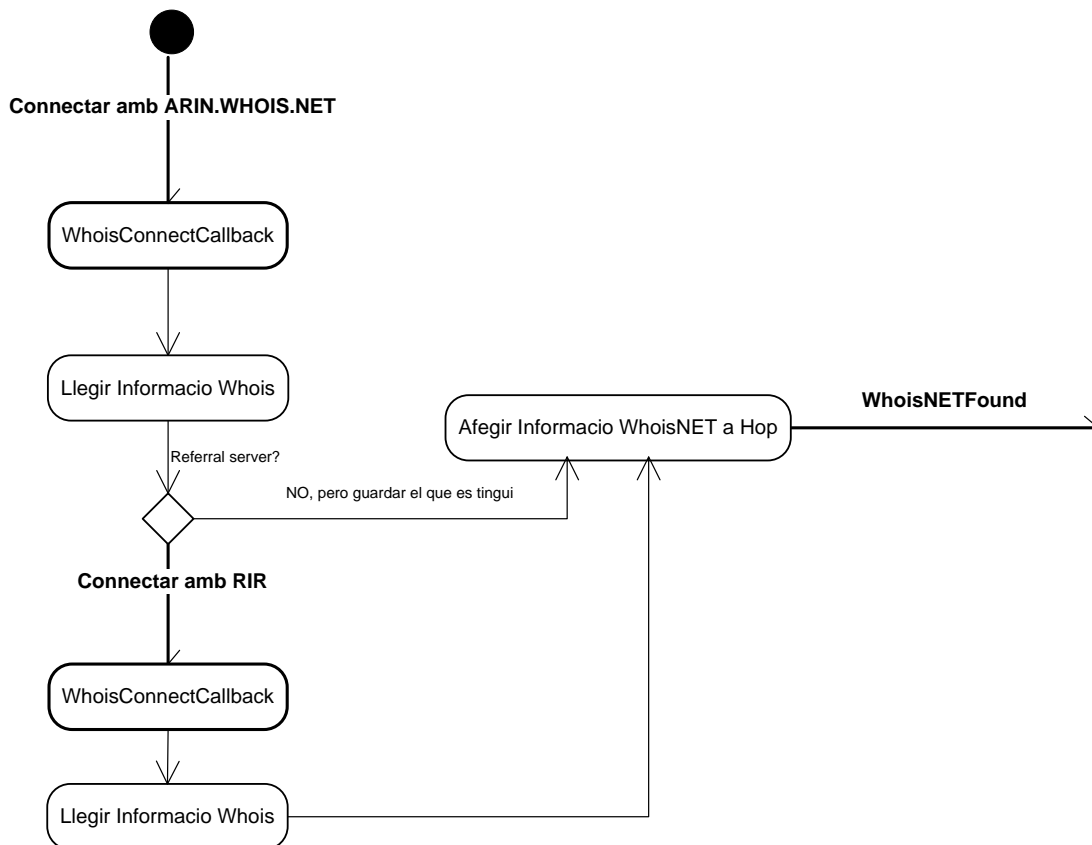 Connectar amb ARIN.WHOIS.NET
WhoisConnectCallback
Llegir Informacio Whois
Referral server?
NO, pero guardar el que es tingui
Afegir Informacio WhoisNET a Hop
WhoisNETFound
Connectar amb RIR
WhoisConnectCallback
Llegir Informacio Whois